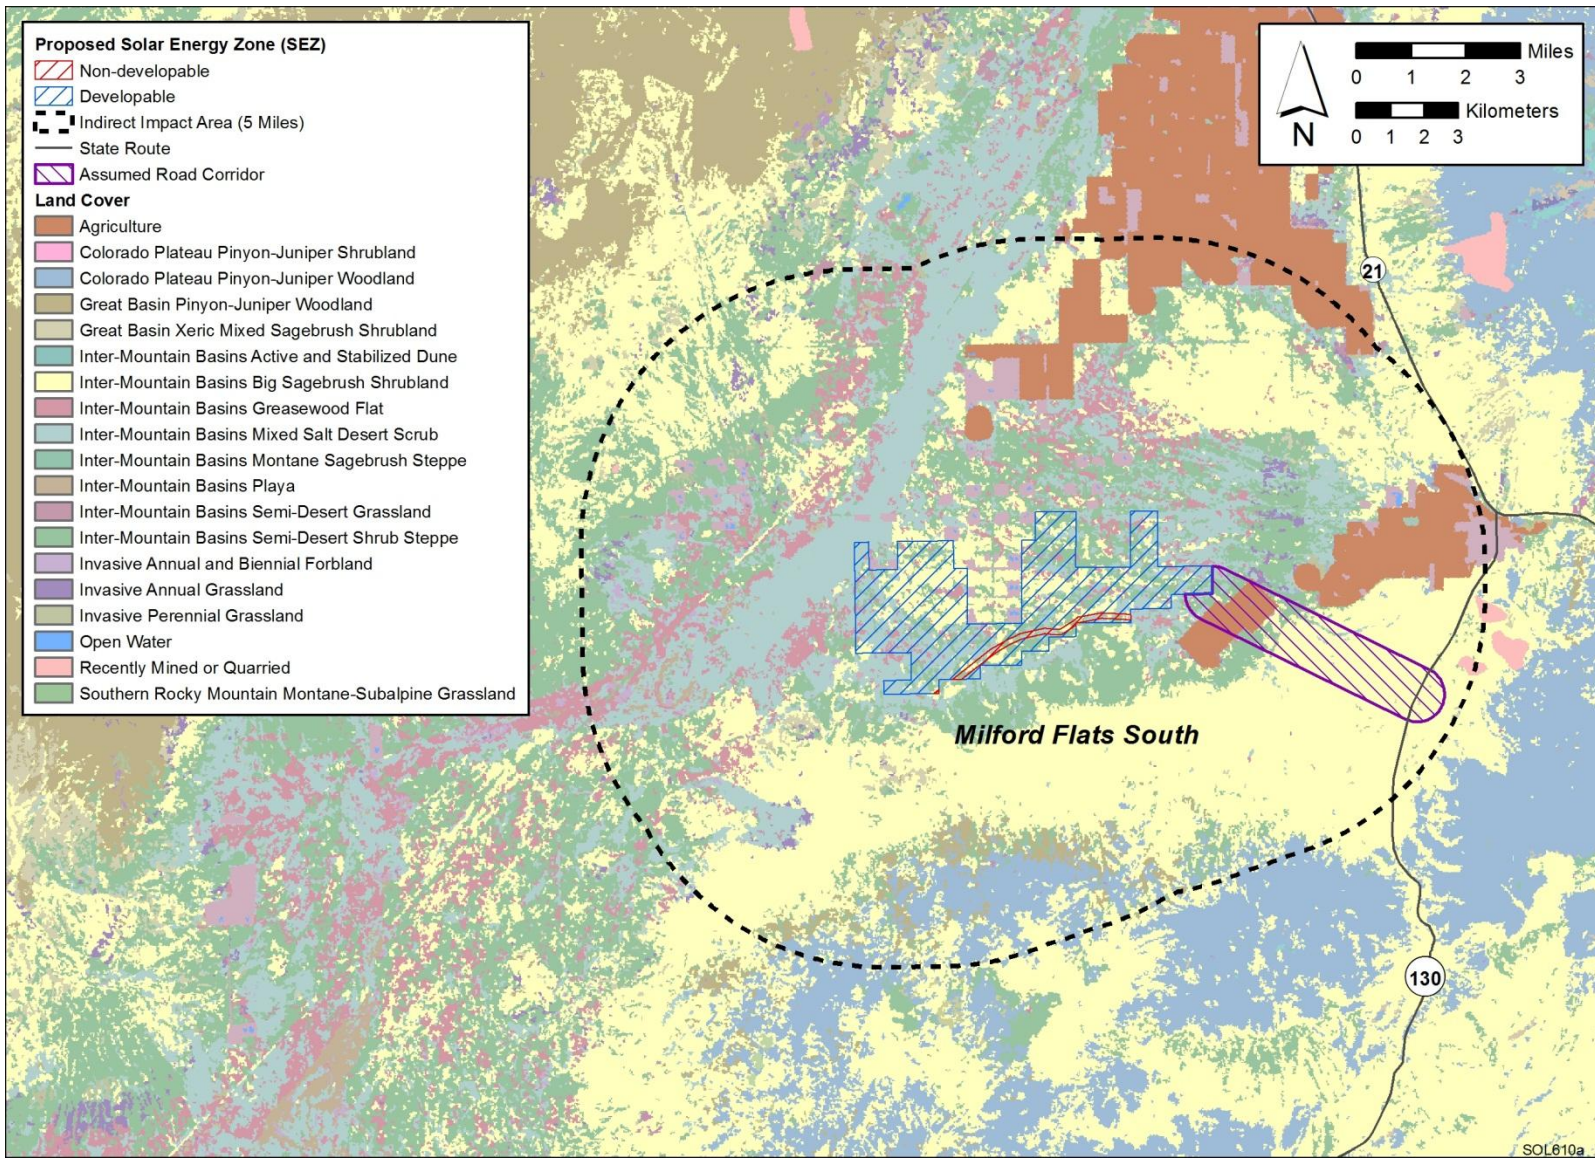 Proposed Solar Energy Zone (SEZ)
Non-developable
Developable
Indirect Impact Area (5 Miles)
State Route
Assumed Road Corridor
Land Cover
Agriculture
Colorado Plateau Pinyon-Juniper Shrubland
Colorado Plateau Pinyon-Juniper Woodland
Great Basin Pinyon-Juniper Woodland
Great Basin Xeric Mixed Sagebrush Shrubland
Inter-Mountain Basins Active and Stabilized Dune
Inter-Mountain Basins Big Sagebrush Shrubland
Inter-Mountain Basins Greasewood Flat
Inter-Mountain Basins Mixed Salt Desert Scrub
Inter-Mountain Basins Montane Sagebrush Steppe
Inter-Mountain Basins Playa
Inter-Mountain Basins Semi-Desert Grassland
Inter-Mountain Basins Semi-Desert Shrub Steppe
Invasive Annual and Biennial Forbland
Invasive Annual Grassland
Invasive Perennial Grassland
Open Water
Recently Mined or Quarried
Southern Rocky Mountain Montane-Subalpine Grassland
N
Miles
0 1 2 3
Kilometers
0 1 2 3
21
Milford Flats South
130
SOL610a